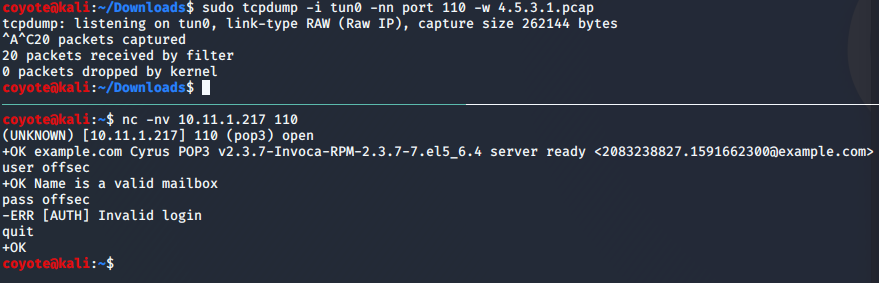 coyote@kali:~/Downloads$ sudo tcpdump -i tun0 -nn port 110 -w 4.5.3.1.pcap
tcpdump: listening on tun0, link-type RAW (Raw IP), capture size 262144 bytes
^A^C20 packets captured
20 packets received by filter
0 packets dropped by kernel
coyote@kali:~/Downloads$
coyote@kali:~$ nc -nv 10.11.1.217 110
(UNKNOWN) [10.11.1.217] 110 (pop3) open
+OK example.com Cyrus POP3 v2.3.7-Invoca-RPM-2.3.7-7.el5_6.4 server ready <2083238827.1591662300@example.com>
user offsec
+OK Name is a valid mailbox
pass offsec
-ERR [AUTH] Invalid login
quit
+OK
coyote@kali:~$